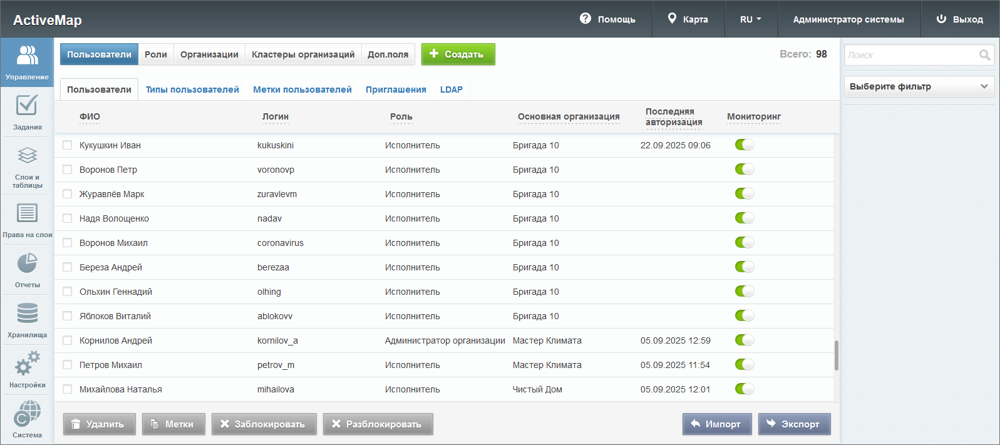 ActiveMap
Помощь
Карта
RU
Администратор системы
Выход
Управление
Задания
Слои и
таблицы
Права на слои
Отчеты
Хранилища
Настройки
Система
Пользователи Роли Организации Кластеры организаций Доп.поля Создать
Всего: 98
Пользователи Типы пользователей Метки пользователей Приглашения LDAP
ФИО Логин Роль Основная организация Последняя авторизация Мониторинг
Кукушкин Иван kukuskini Исполнитель Бригада 10 22.09.2025 09:06
Воронов Петр voronovp Исполнитель Бригада 10
Журавлёв Марк zuravlevm Исполнитель Бригада 10
Надя Волощенко nadav Исполнитель Бригада 10
Воронов Михаил coronavirus Исполнитель Бригада 10
Береза Андрей berezaa Исполнитель Бригада 10
Ольхин Геннадий olhing Исполнитель Бригада 10
Яблоков Виталий ablokovv Исполнитель Бригада 10
Корнилов Андрей kornilov_a Администратор организации Мастер Климата 05.09.2025 12:59
Петров Михаил petrov_m Исполнитель Мастер Климата 05.09.2025 11:54
Михайлова Наталья mihailova Исполнитель Чистый Дом 05.09.2025 12:01
Удалить Метки Заблокировать Разблокировать Импорт Экспорт
Поиск
Выберите фильтр